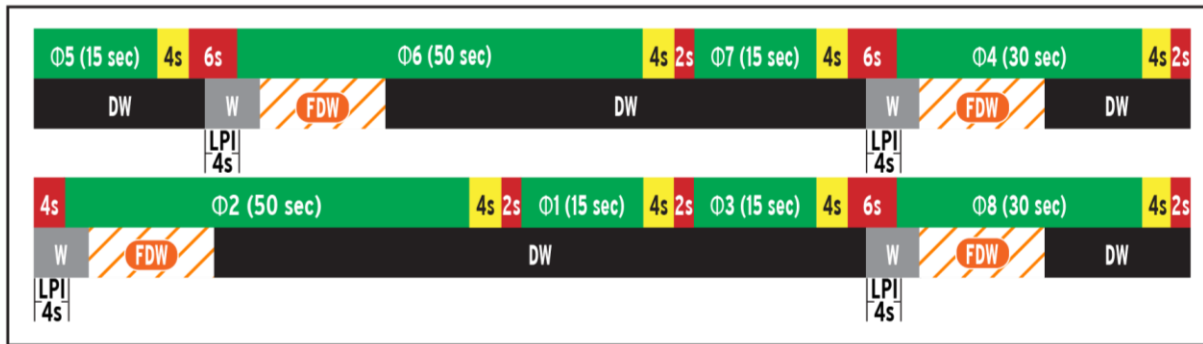 Φ5 (15 sec) 4s 6s Φ6 (50 sec) 4s 2s Φ7 (15 sec) 4s 6s Φ4 (30 sec) 4s 2s
DW W FDW DW W FDW DW
LPI LPI
4s 4s
4s Φ2 (50 sec) 4s 2s Φ1 (15 sec) 4s 2s Φ3 (15 sec) 4s 6s Φ8 (30 sec) 4s 2s
W FDW DW W FDW DW
LPI LPI
4s 4s